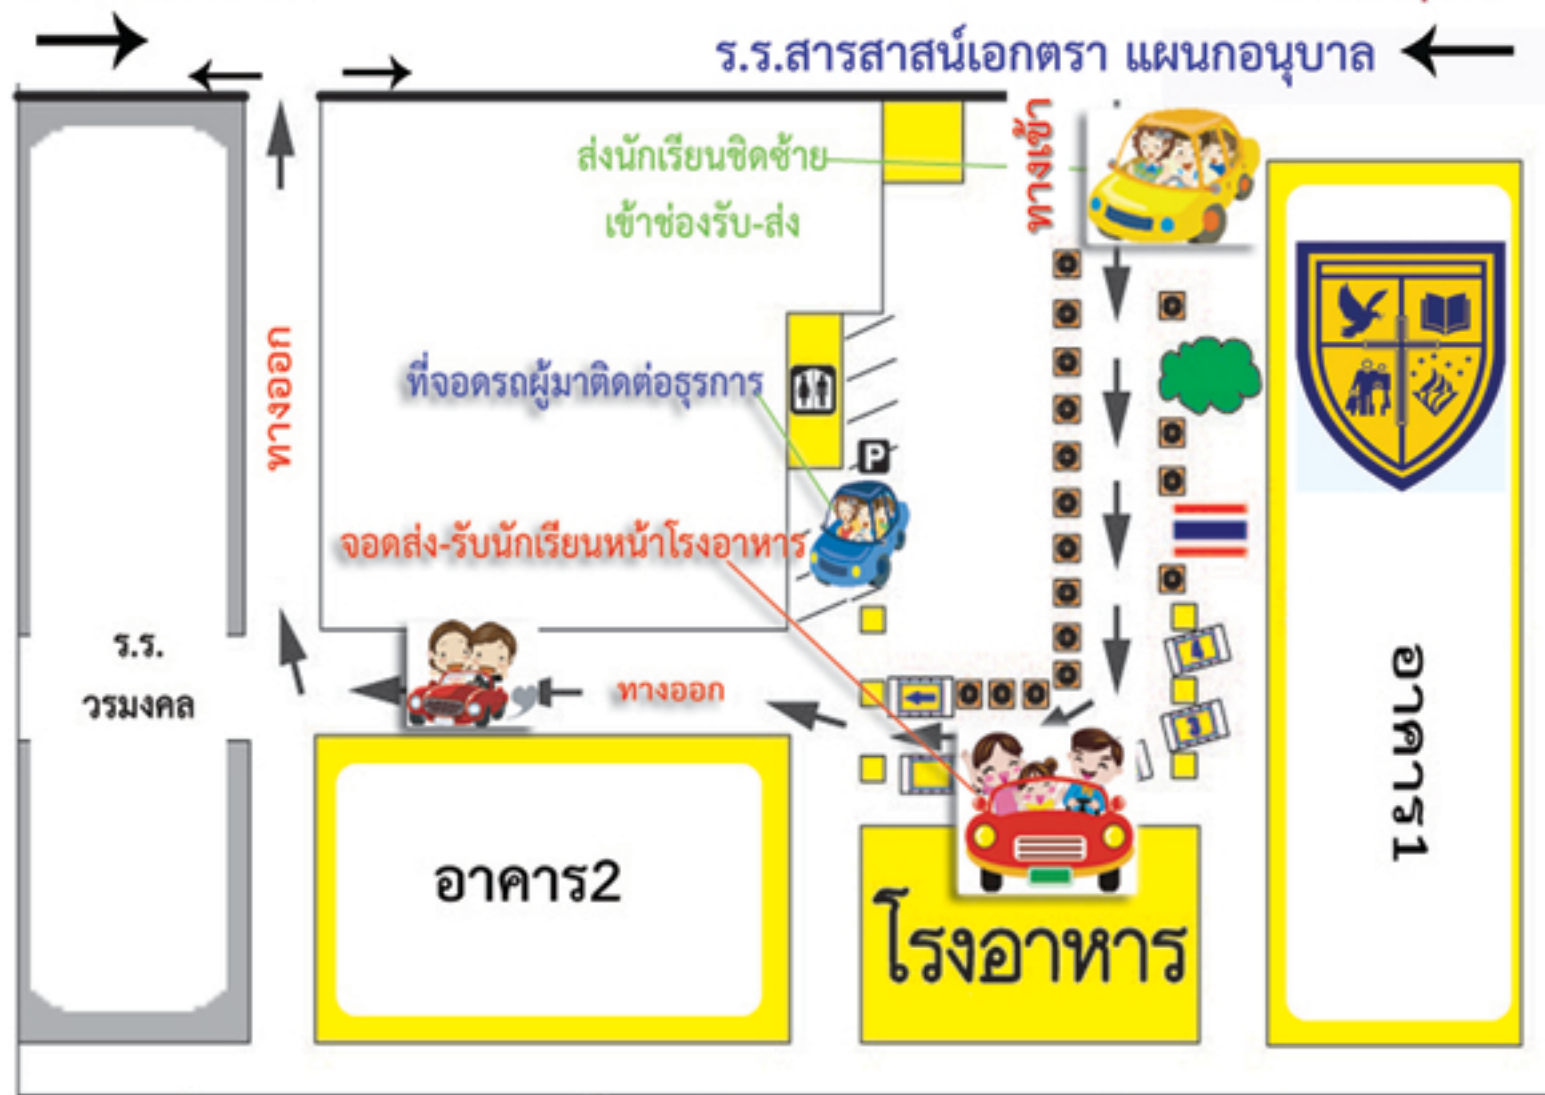 ร.ร.สารสาสน์เอกตรา แผนกอนุบาล
ทางเข้า
ส่งนักเรียนชิดซ้าย
เข้าช่องรับ-ส่ง
ทางออก
ที่จอดรถผู้มาติดต่อธุรการ
P
จอดส่ง-รับนักเรียนหน้าโรงอาหาร
ร.ร.
วรมงคล
ทางออก
4
3
อาคาร1
อาคาร2
โรงอาหาร